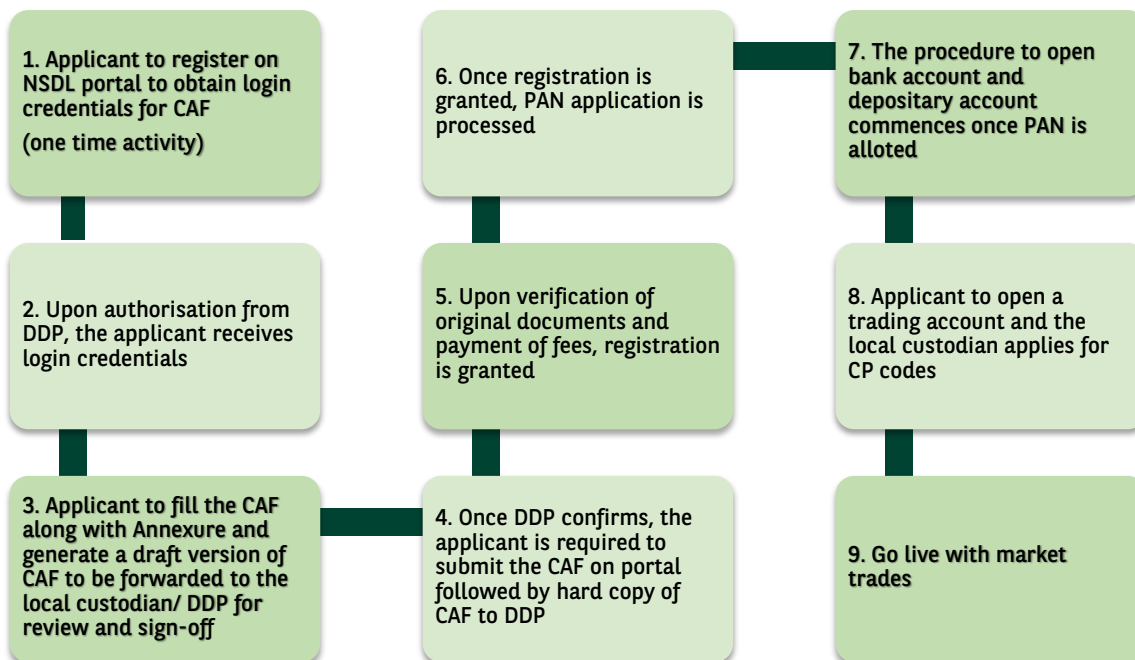 1. Applicant to register on
NSDL portal to obtain login
credentials for CAF
(one time activity)
2. Upon authorisation from
DDP, the applicant receives
login credentials
3. Applicant to fill the CAF
along with Annexure and
generate a draft version of
CAF to be forwarded to the
local custodian/ DDP for
review and sign-off
4. Once DDP confirms, the
applicant is required to
submit the CAF on portal
followed by hard copy of
CAF to DDP
5. Upon verification of
original documents and
payment of fees, registration
is granted
6. Once registration is
granted, PAN application is
processed
7. The procedure to open
bank account and
depositary account
commences once PAN is
alloted
8. Applicant to open a
trading account and the
local custodian applies for
CP codes
9. Go live with market
trades